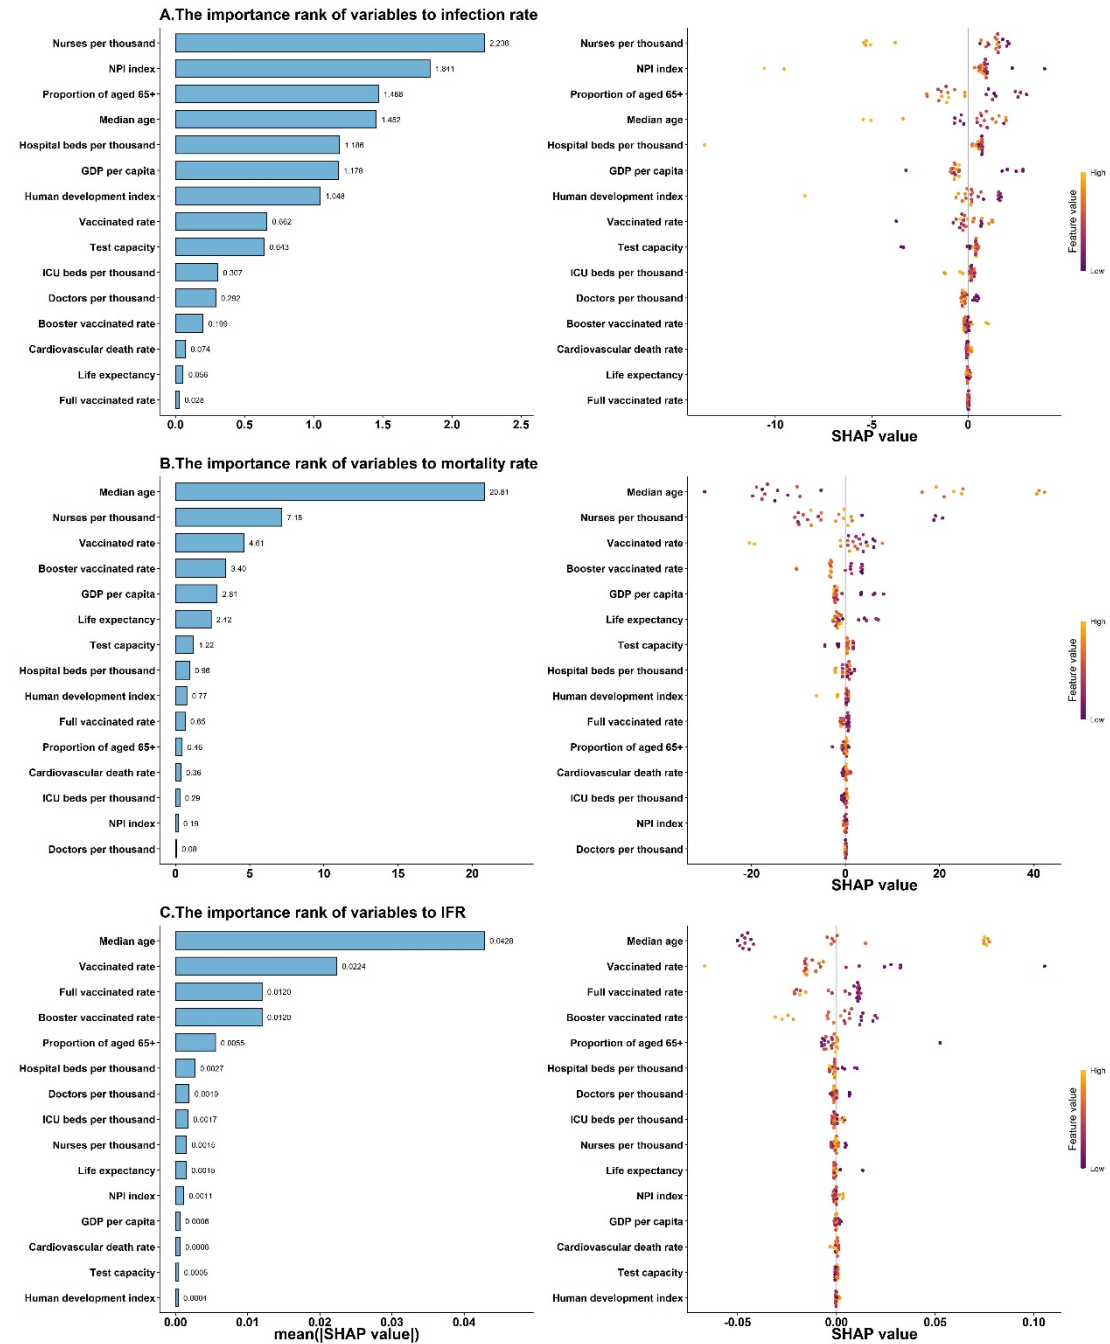 A.The importance rank of variables to infection rate
Nurses per thousand 2.236
NPI index 1.841
Proportion of aged 65+ 1.468
Median age 1.452
Hospital beds per thousand 1.186
GDP per capita 1.178
Human development index 1.048
Vaccinated rate 0.662
Test capacity 0.643
ICU beds per thousand 0.307
Doctors per thousand 0.292
Booster vaccinated rate 0.199
Cardiovascular death rate 0.074
Life expectancy 0.056
Full vaccinated rate 0.028
0.0 0.5 1.0 1.5 2.0 2.5
Nurses per thousand
NPI index
Proportion of aged 65+
Median age
Hospital beds per thousand
GDP per capita
Human development index
Vaccinated rate
Test capacity
ICU beds per thousand
Doctors per thousand
Booster vaccinated rate
Cardiovascular death rate
Life expectancy
Full vaccinated rate
-10 -5 0
SHAP value
High
Feature value
Low
B.The importance rank of variables to mortality rate
Median age 20.81
Nurses per thousand 7.18
Vaccinated rate 4.61
Booster vaccinated rate 3.40
GDP per capita 2.81
Life expectancy 2.42
Test capacity 1.22
Hospital beds per thousand 0.96
Human development index 0.77
Full vaccinated rate 0.65
Proportion of aged 65+ 0.46
Cardiovascular death rate 0.36
ICU beds per thousand 0.29
NPI index 0.19
Doctors per thousand 0.08
0 5 10 15 20
Median age
Nurses per thousand
Vaccinated rate
Booster vaccinated rate
GDP per capita
Life expectancy
Test capacity
Hospital beds per thousand
Human development index
Full vaccinated rate
Proportion of aged 65+
Cardiovascular death rate
ICU beds per thousand
NPI index
Doctors per thousand
-20 0 20 40
SHAP value
High
Feature value
Low
C.The importance rank of variables to IFR
Median age 0.0428
Vaccinated rate 0.0224
Full vaccinated rate 0.0120
Booster vaccinated rate 0.0120
Proportion of aged 65+ 0.0055
Hospital beds per thousand 0.0027
Doctors per thousand 0.0019
ICU beds per thousand 0.0017
Nurses per thousand 0.0015
Life expectancy 0.0015
NPI index 0.0011
GDP per capita 0.0006
Cardiovascular death rate 0.0006
Test capacity 0.0005
Human development index 0.0004
0.00 0.01 0.02 0.03 0.04
mean(|SHAP value|)
Median age
Vaccinated rate
Full vaccinated rate
Booster vaccinated rate
Proportion of aged 65+
Hospital beds per thousand
Doctors per thousand
ICU beds per thousand
Nurses per thousand
Life expectancy
NPI index
GDP per capita
Cardiovascular death rate
Test capacity
Human development index
-0.05 0.00 0.05 0.10
SHAP value
High
Feature value
Low